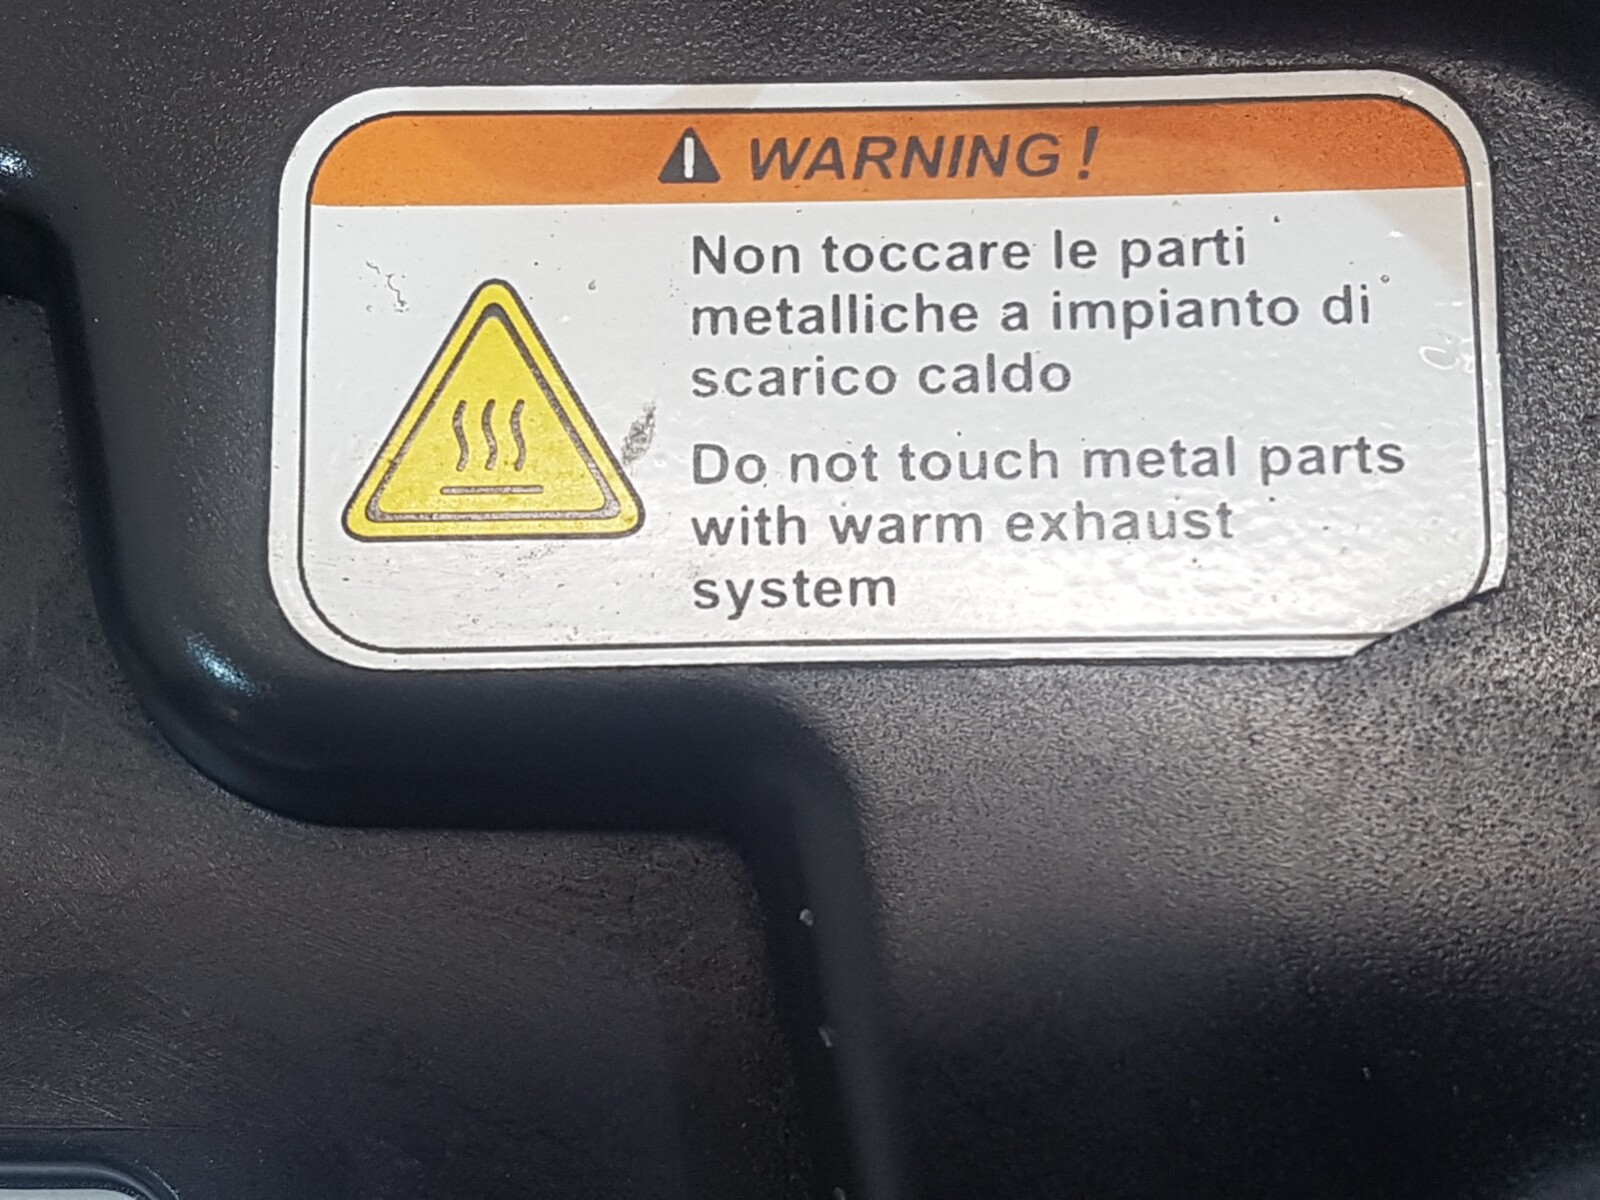 WARNING!
Non toccare le parti
metalliche a impianto di
scarico caldo
Do not touch metal parts
with warm exhaust
system